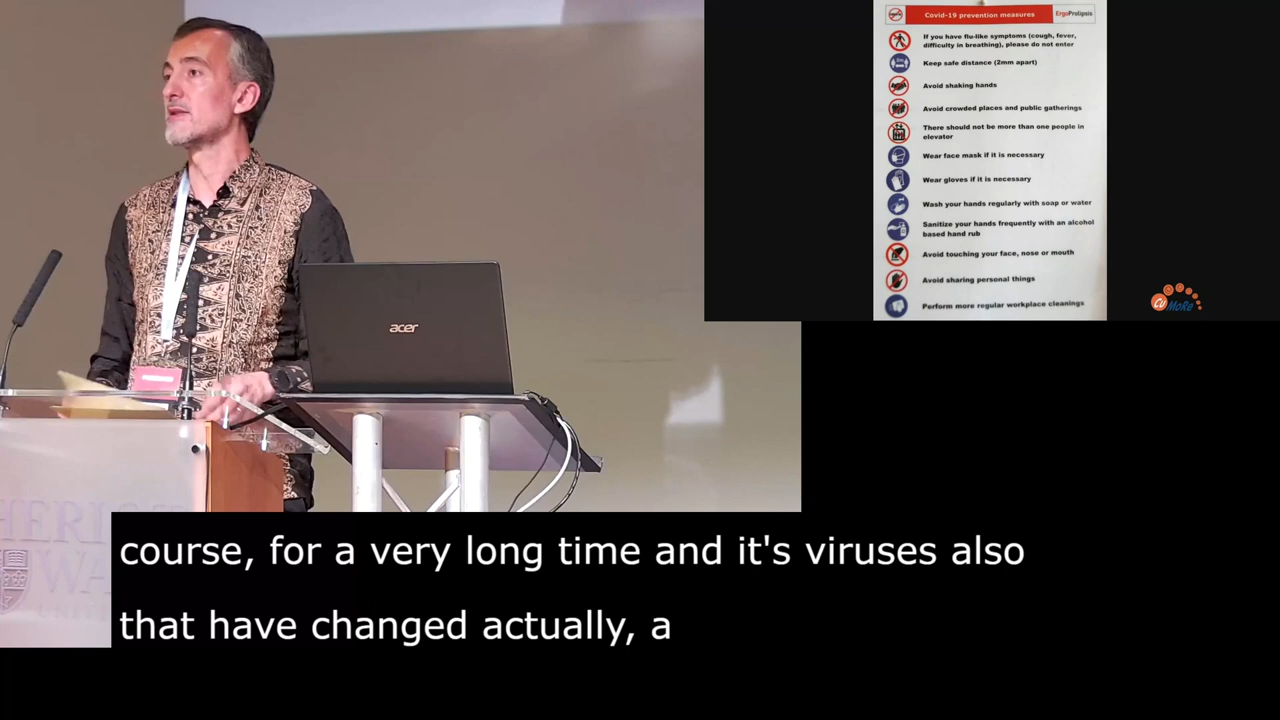 Covid-19 prevention measures
ErgoProlipsis
If you have flu-like symptoms (cough, fever,
difficulty in breathing), please do not enter
Keep safe distance (2mm apart)
Avoid shaking hands
Avoid crowded places and public gatherings
There should not be more than one people in
elevator
Wear face mask if it is necessary
Wear gloves if it is necessary
Wash your hands regularly with soap or water
Sanitize your hands frequently with an alcohol
based hand rub
Avoid touching your face, nose or mouth
Avoid sharing personal things
Perform more regular workplace cleanings
CUMoRe
acer
course, for a very long time and it's viruses also
that have changed actually, a